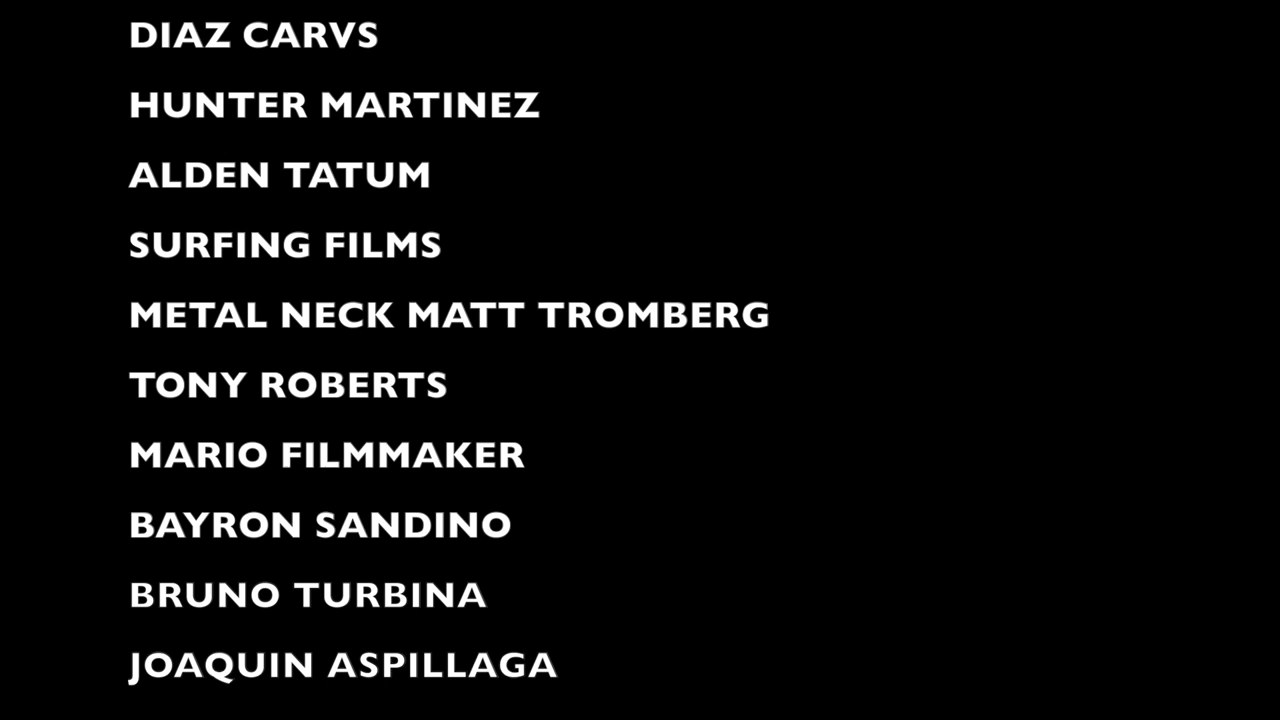 DIAZ CARVS
HUNTER MARTINEZ
ALDEN TATUM
SURFING FILMS
METAL NECK MATT TROMBERG
TONY ROBERTS
MARIO FILMMAKER
BAYRON SANDINO
BRUNO TURBINA
JOAQUIN ASPILLAGA